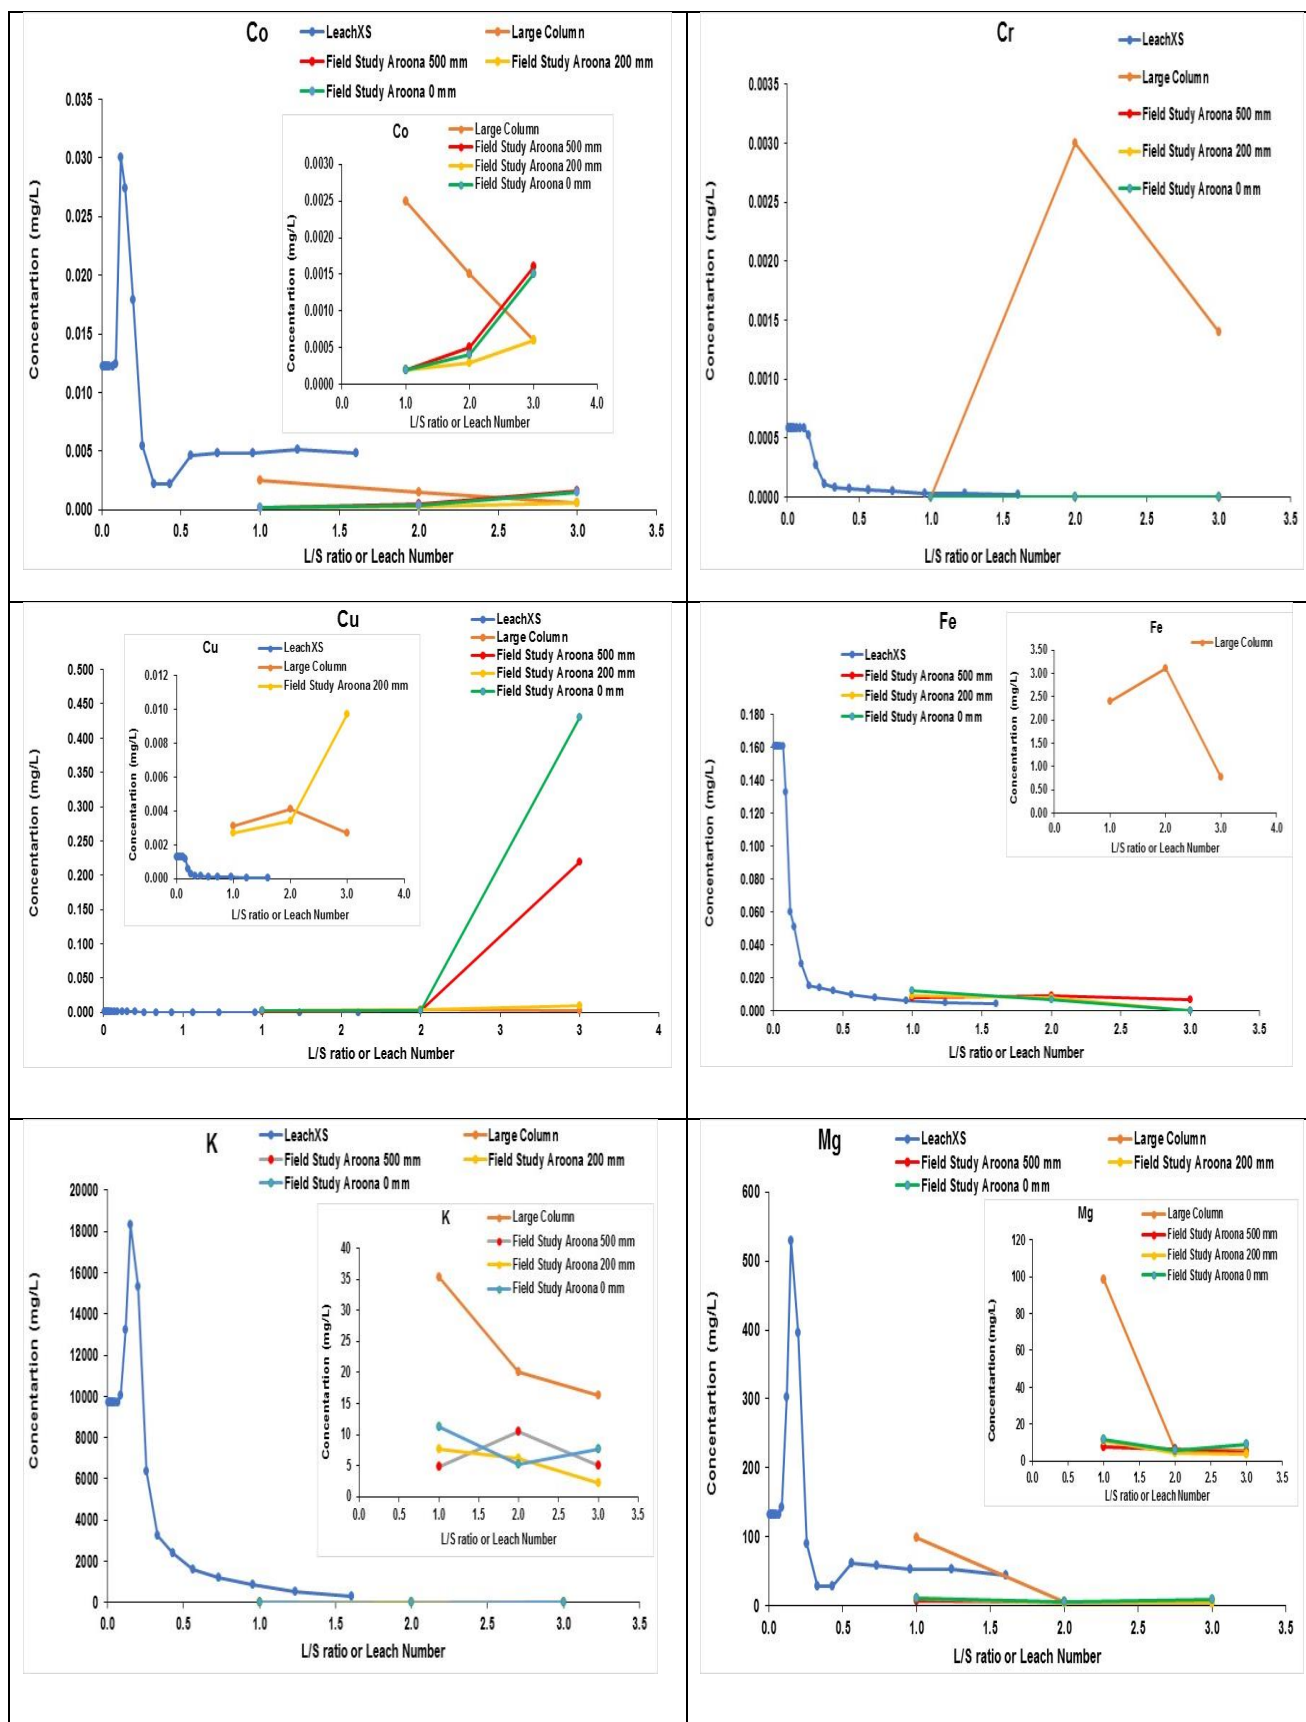 Co
LeachXS
Large Column
Field Study Aroona 500 mm
Field Study Aroona 200 mm
Field Study Aroona 0 mm
Concentartion (mg/L)
0.035
0.030
0.025
0.020
0.015
0.010
0.005
0.000
0.0 0.5 1.0 1.5 2.0 2.5 3.0 3.5
L/S ratio or Leach Number
Co
Large Column
Field Study Aroona 500 mm
Field Study Aroona 200 mm
Field Study Aroona 0 mm
Concentartion (mg/L)
0.0030
0.0025
0.0020
0.0015
0.0010
0.0005
0.0000
0.0 1.0 2.0 3.0 4.0
L/S ratio or Leach Number
Cr
LeachXS
Large Column
Field Study Aroona 500 mm
Field Study Aroona 200 mm
Field Study Aroona 0 mm
Concentartion (mg/L)
0.0035
0.0030
0.0025
0.0020
0.0015
0.0010
0.0005
0.0000
0.0 0.5 1.0 1.5 2.0 2.5 3.0 3.5
L/S ratio or Leach Number
Cu
LeachXS
Large Column
Field Study Aroona 500 mm
Field Study Aroona 200 mm
Field Study Aroona 0 mm
Concentartion (mg/L)
0.500
0.450
0.400
0.350
0.300
0.250
0.200
0.150
0.100
0.050
0.000
0 1 1 2 2 3 3 4
L/S ratio or Leach Number
Cu
LeachXS
Large Column
Field Study Aroona 200 mm
Concentartion (mg/L)
0.012
0.010
0.008
0.006
0.004
0.002
0.000
0.0 1.0 2.0 3.0 4.0
L/S ratio or Leach Number
Fe
LeachXS
Field Study Aroona 500 mm
Field Study Aroona 200 mm
Field Study Aroona 0 mm
Concentartion (mg/L)
0.180
0.160
0.140
0.120
0.100
0.080
0.060
0.040
0.020
0.000
0.0 0.5 1.0 1.5 2.0 2.5 3.0 3.5
L/S ratio or Leach Number
Fe
Large Column
Concentartion (mg/L)
3.50
3.00
2.50
2.00
1.50
1.00
0.50
0.00
0.0 1.0 2.0 3.0 4.0
L/S ratio or Leach Number
K
LeachXS
Large Column
Field Study Aroona 500 mm
Field Study Aroona 200 mm
Field Study Aroona 0 mm
Concentartion (mg/L)
20000
18000
16000
14000
12000
10000
8000
6000
4000
2000
0
0.0 0.5 1.0 1.5 2.0 2.5 3.0 3.5
L/S ratio or Leach Number
K
Large Column
Field Study Aroona 500 mm
Field Study Aroona 200 mm
Field Study Aroona 0 mm
Concentartion (mg/L)
40
35
30
25
20
15
10
5
0
0.0 0.5 1.0 1.5 2.0 2.5 3.0 3.5
L/S ratio or Leach Number
Mg
LeachXS
Large Column
Field Study Aroona 500 mm
Field Study Aroona 200 mm
Field Study Aroona 0 mm
Concentartion (mg/L)
600
500
400
300
200
100
0
0.0 0.5 1.0 1.5 2.0 2.5 3.0 3.5
L/S ratio or Leach Number
Mg
Large Column
Field Study Aroona 500 mm
Field Study Aroona 200 mm
Field Study Aroona 0 mm
Concentartion (mg/L)
120
100
80
60
40
20
0
0.0 0.5 1.0 1.5 2.0 2.5 3.0 3.5
L/S ratio or Leach Number